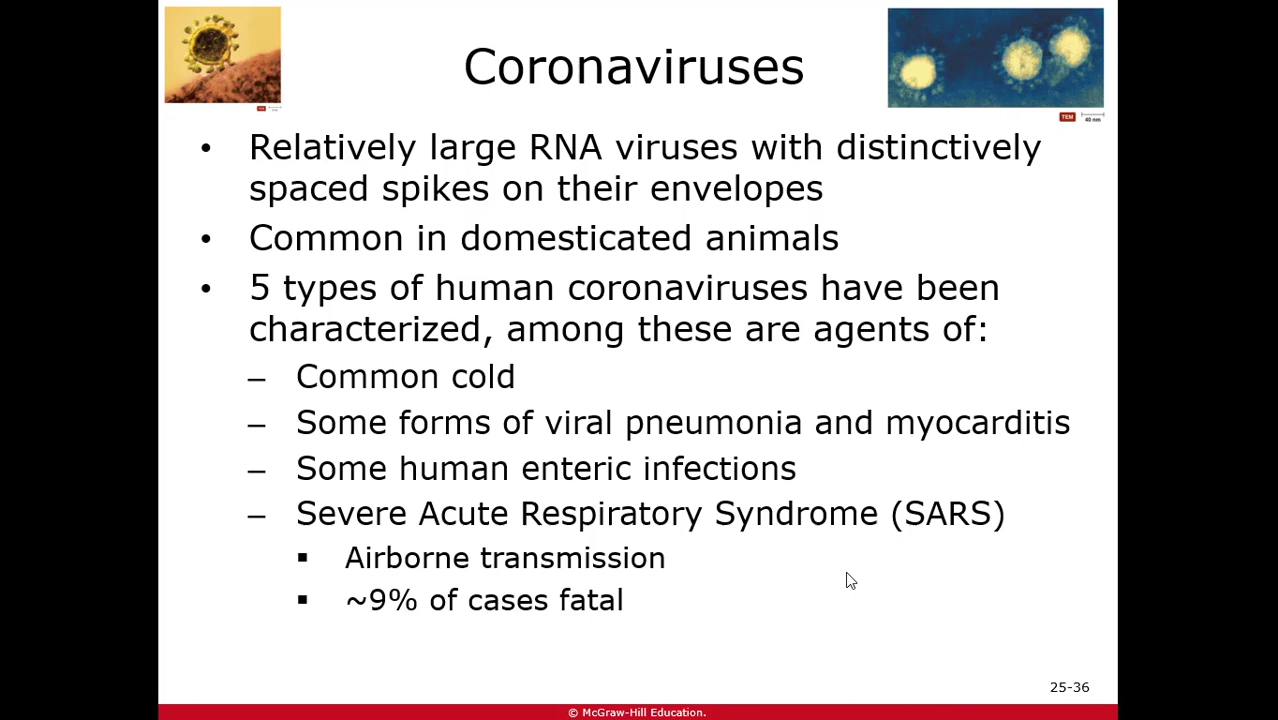 Coronaviruses
TEM
40 nm
• Relatively large RNA viruses with distinctively
spaced spikes on their envelopes
• Common in domesticated animals
• 5 types of human coronaviruses have been
characterized, among these are agents of:
– Common cold
– Some forms of viral pneumonia and myocarditis
– Some human enteric infections
– Severe Acute Respiratory Syndrome (SARS)
▪ Airborne transmission
▪ ~9% of cases fatal
25-36
© McGraw-Hill Education.